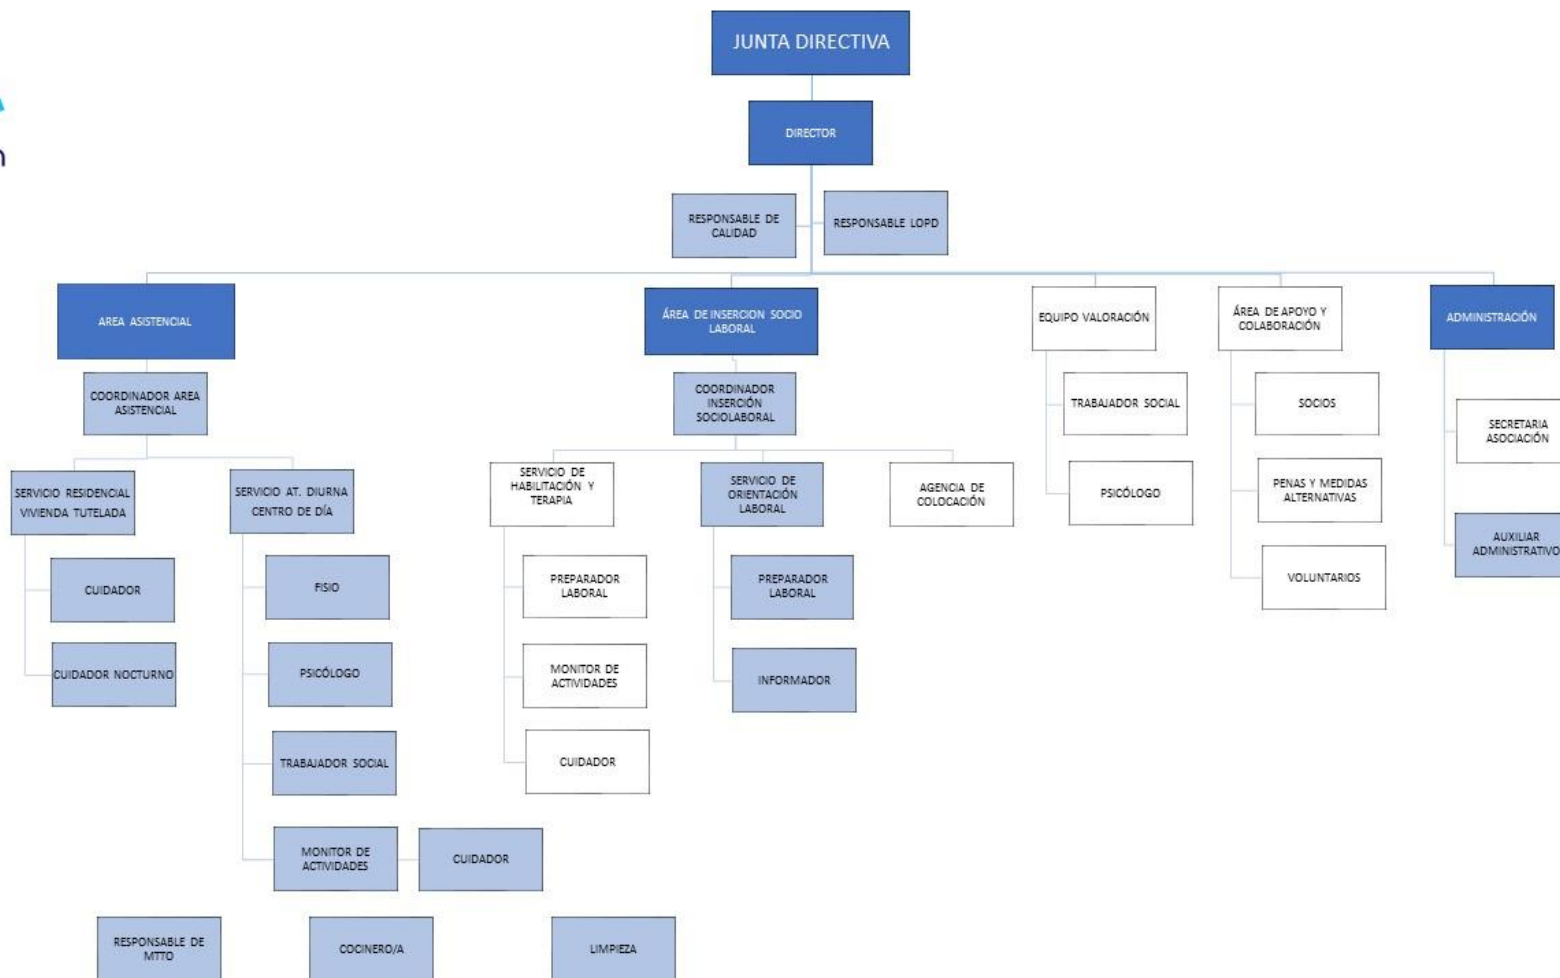 JUNTA DIRECTIVA
DIRECTOR
RESPONSABLE DE
CALIDAD
RESPONSABLE LOPD
AREA ASISTENCIAL
ÁREA DE INSERCION SOCIO
LABORAL
EQUIPO VALORACIÓN
ÁREA DE APOYO Y
COLABORACIÓN
ADMINISTRACIÓN
COORDINADOR AREA
ASISTENCIAL
COORDINADOR
INSERCIÓN
SOCIOLABORAL
TRABAJADOR SOCIAL
SOCIOS
SECRETARIA
ASOCIACIÓN
SERVICIO RESIDENCIAL
VIVIENDA TUTELADA
SERVICIO AT. DIURNA
CENTRO DE DÍA
SERVICIO DE
HABILITACIÓN Y
TERAPIA
SERVICIO DE
ORIENTACIÓN
LABORAL
AGENCIA DE
COLOCACIÓN
PSICÓLOGO
PENAS Y MEDIDAS
ALTERNATIVAS
AUXILIAR
ADMINISTRATIVO
CUIDADOR
FISIO
PREPARADOR
LABORAL
PREPARADOR
LABORAL
VOLUNTARIOS
CUIDADOR NOCTURNO
PSICÓLOGO
MONITOR DE
ACTIVIDADES
INFORMADOR
TRABAJADOR SOCIAL
CUIDADOR
MONITOR DE
ACTIVIDADES
CUIDADOR
RESPONSABLE DE
MTTO
COCINERO/A
LIMPIEZA